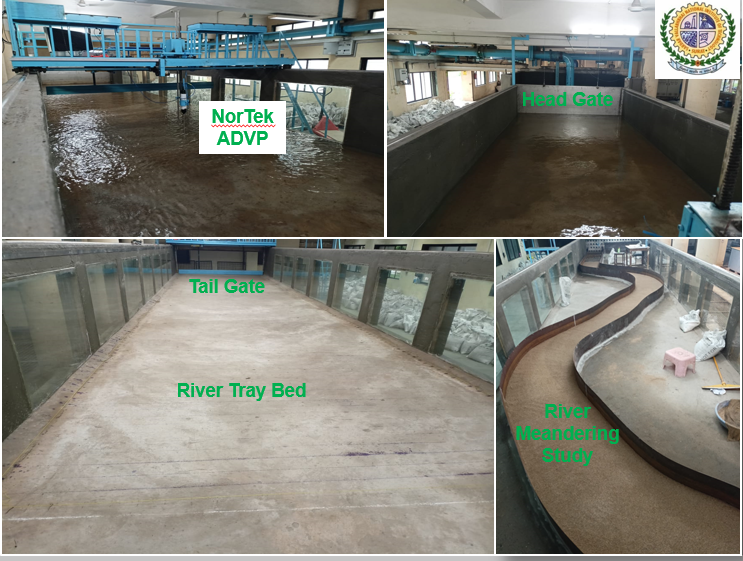 NorTek
ADVP
Head Gate
Tail Gate
River Tray Bed
River
Meandering
Study